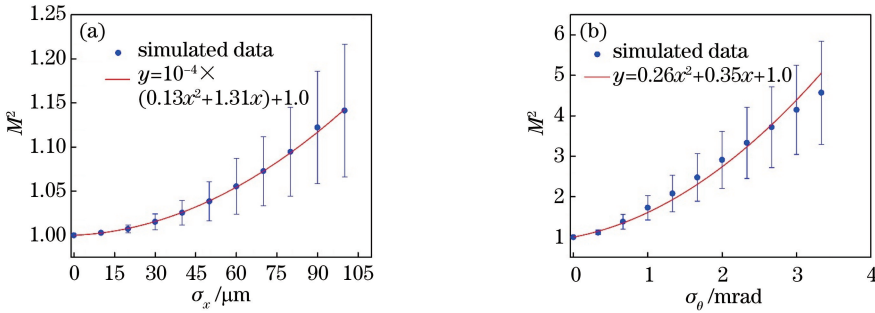 (a)
simulated data
y=10⁻⁴×
(0.13x²+1.31x)+1.0
1.25
1.20
1.15
1.10
1.05
1.00
M²
0 15 30 45 60 75 90 105
σₓ/μm
(b)
simulated data
y=0.26x²+0.35x+1.0
6
5
4
3
2
1
M²
0 1 2 3 4
σ_θ/mrad